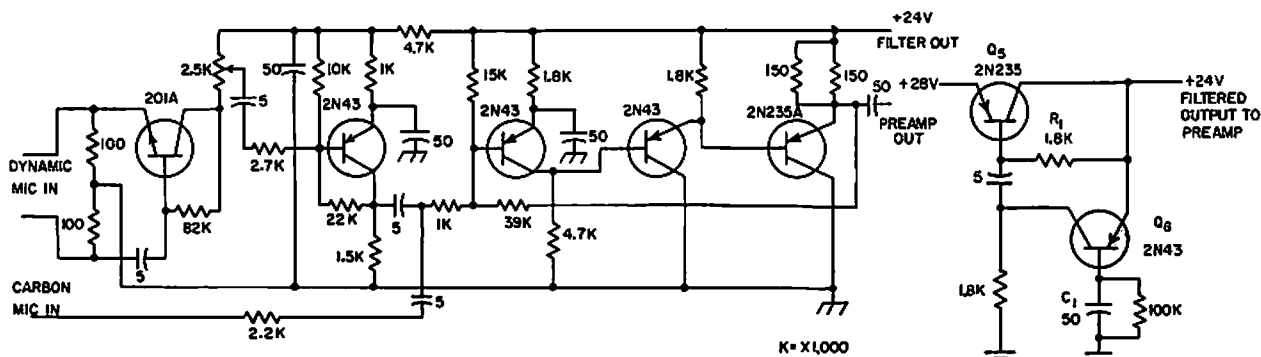 +24V
FILTER OUT
4.7K
2.5K
50
10K
1K
15K
1.8K
1.8K
150
150
50
Q5
2N235
+28V
+24V
FILTERED
OUTPUT TO
PREAMP
201A
5
2N43
50
2N43
50
2N43
2N235A
PREAMP
OUT
R1
1.8K
DYNAMIC
MIC IN
100
100
2.7K
82K
5
22K
5
1K
39K
4.7K
1.5K
5
Q6
2N43
CARBON
MIC IN
5
2.2K
1.8K
C1
50
100K
K = X1,000